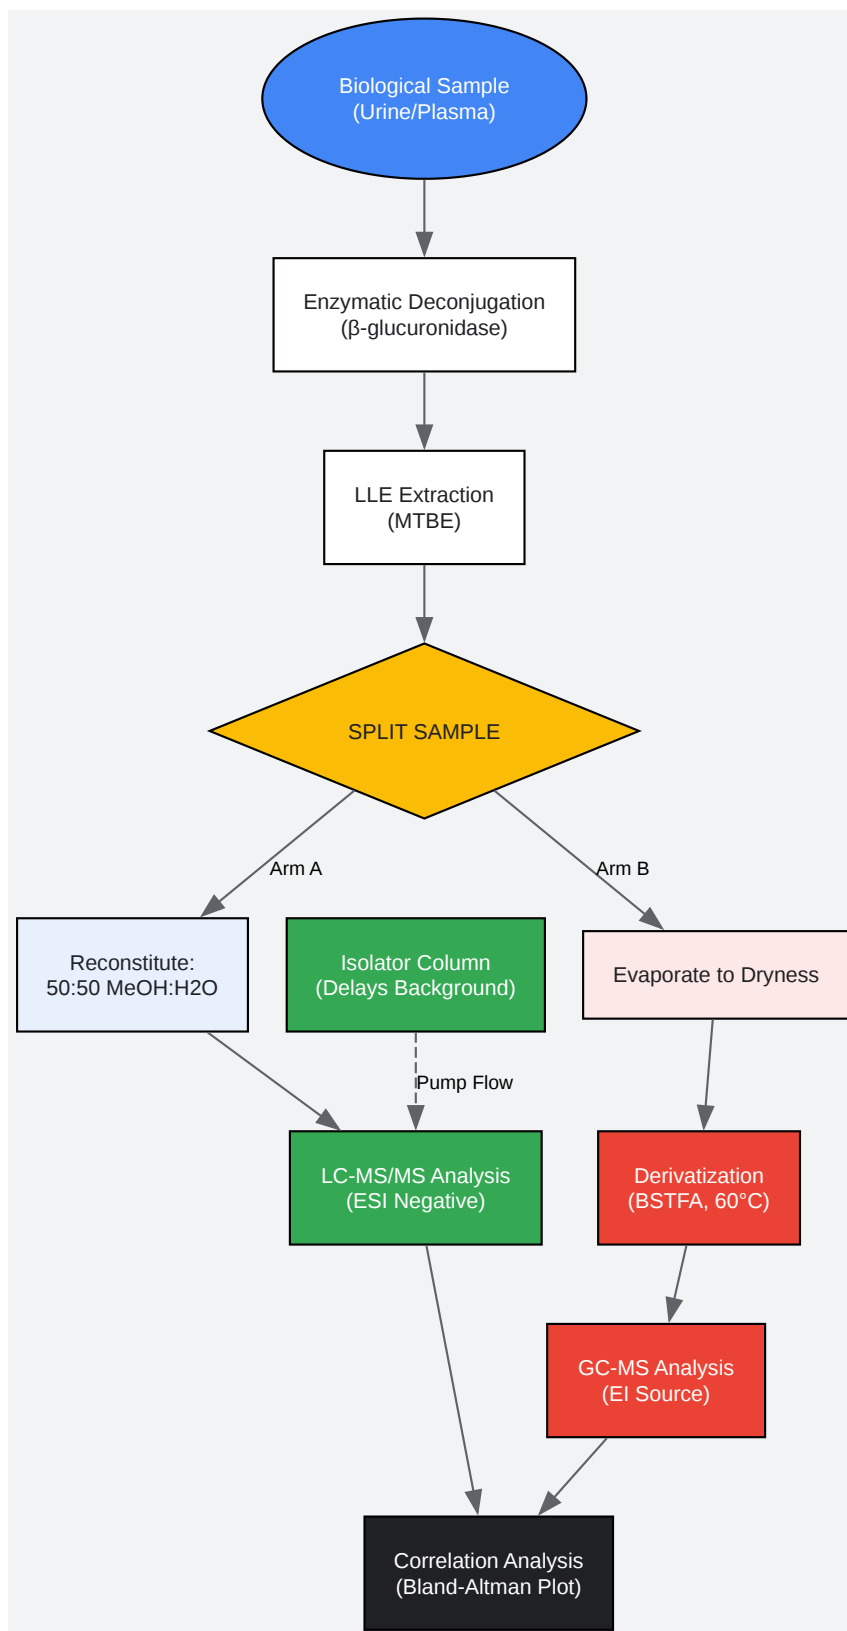 Biological Sample
(Urine/Plasma)
Enzymatic Deconjugation
(β-glucuronidase)
LLE Extraction
(MTBE)
SPLIT SAMPLE
Arm A
Arm B
Reconstitute:
50:50 MeOH:H2O
Isolator Column
(Delays Background)
Evaporate to Dryness
Pump Flow
LC-MS/MS Analysis
(ESI Negative)
Derivatization
(BSTFA, 60°C)
GC-MS Analysis
(EI Source)
Correlation Analysis
(Bland-Altman Plot)